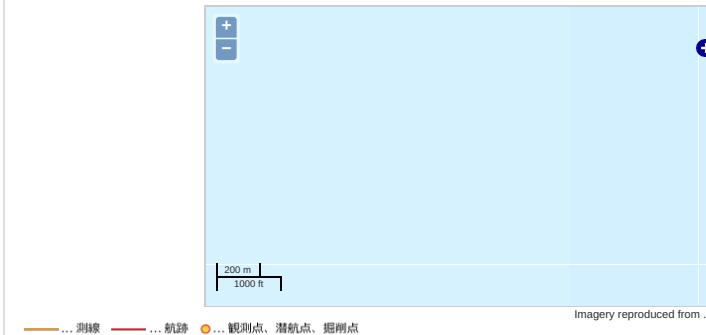 +
−
200 m
1000 ft
Imagery reproduced from .
... 測線 ... 航跡 ... 観測点、潜航点、掘削点